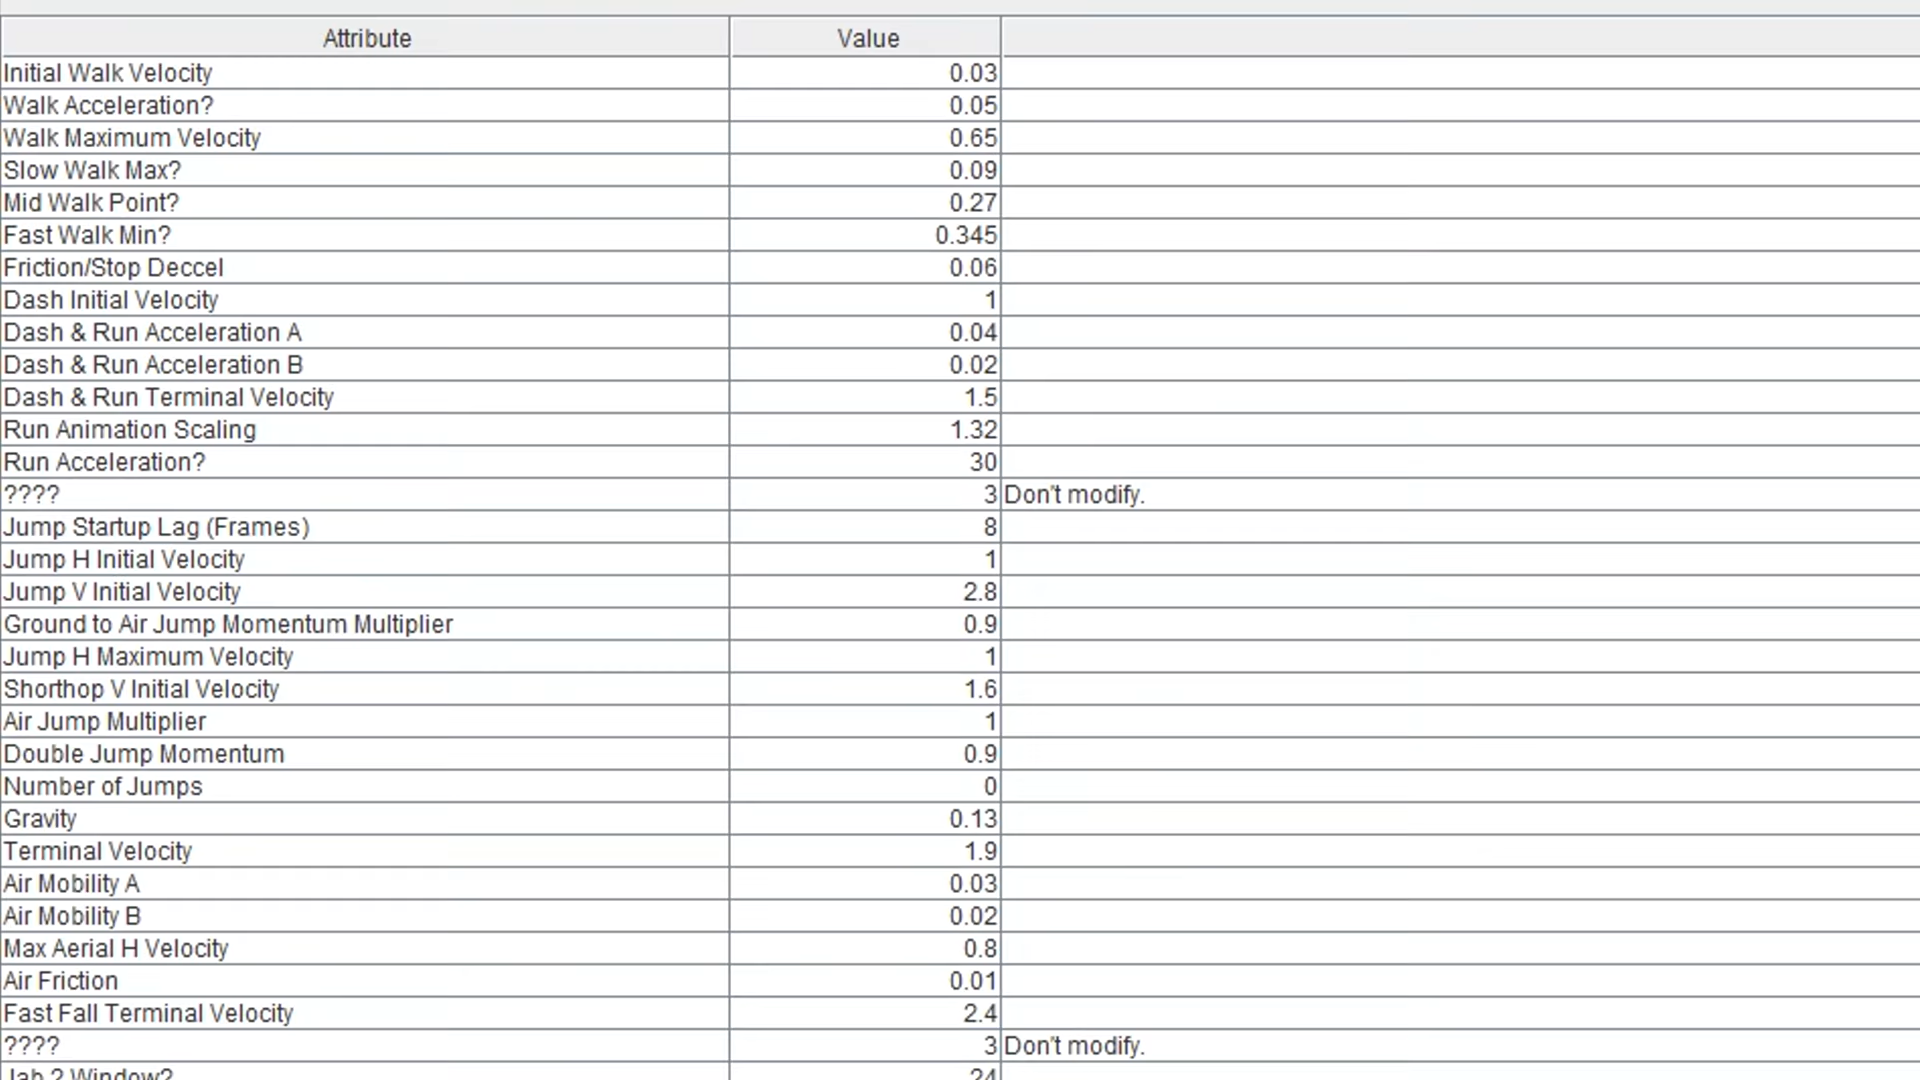 Attribute Value
Initial Walk Velocity 0.03
Walk Acceleration? 0.05
Walk Maximum Velocity 0.65
Slow Walk Max? 0.09
Mid Walk Point? 0.27
Fast Walk Min? 0.345
Friction/Stop Deccel 0.06
Dash Initial Velocity 1
Dash & Run Acceleration A 0.04
Dash & Run Acceleration B 0.02
Dash & Run Terminal Velocity 1.5
Run Animation Scaling 1.32
Run Acceleration? 30
???? 3 Don't modify.
Jump Startup Lag (Frames) 8
Jump H Initial Velocity 1
Jump V Initial Velocity 2.8
Ground to Air Jump Momentum Multiplier 0.9
Jump H Maximum Velocity 1
Shorthop V Initial Velocity 1.6
Air Jump Multiplier 1
Double Jump Momentum 0.9
Number of Jumps 0
Gravity 0.13
Terminal Velocity 1.9
Air Mobility A 0.03
Air Mobility B 0.02
Max Aerial H Velocity 0.8
Air Friction 0.01
Fast Fall Terminal Velocity 2.4
???? 3 Don't modify.
Jab 2 Window? 24